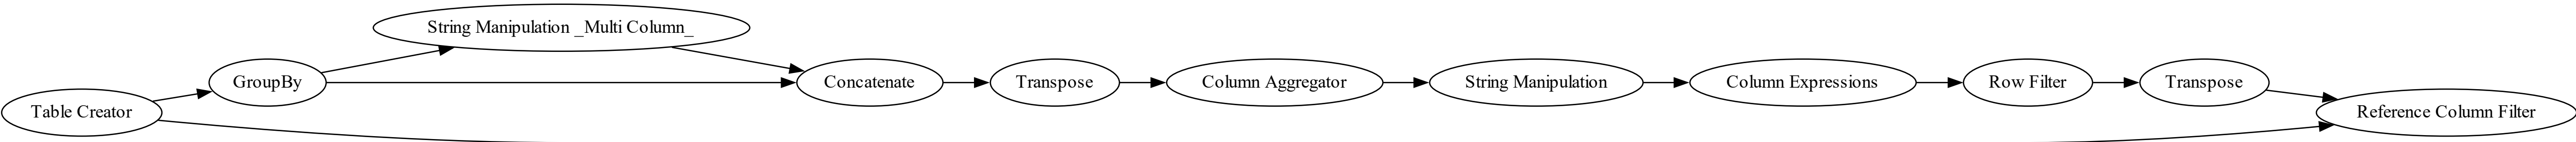 Table Creator
GroupBy
String Manipulation _Multi Column_
Concatenate
Transpose
Column Aggregator
String Manipulation
Column Expressions
Row Filter
Transpose
Reference Column Filter